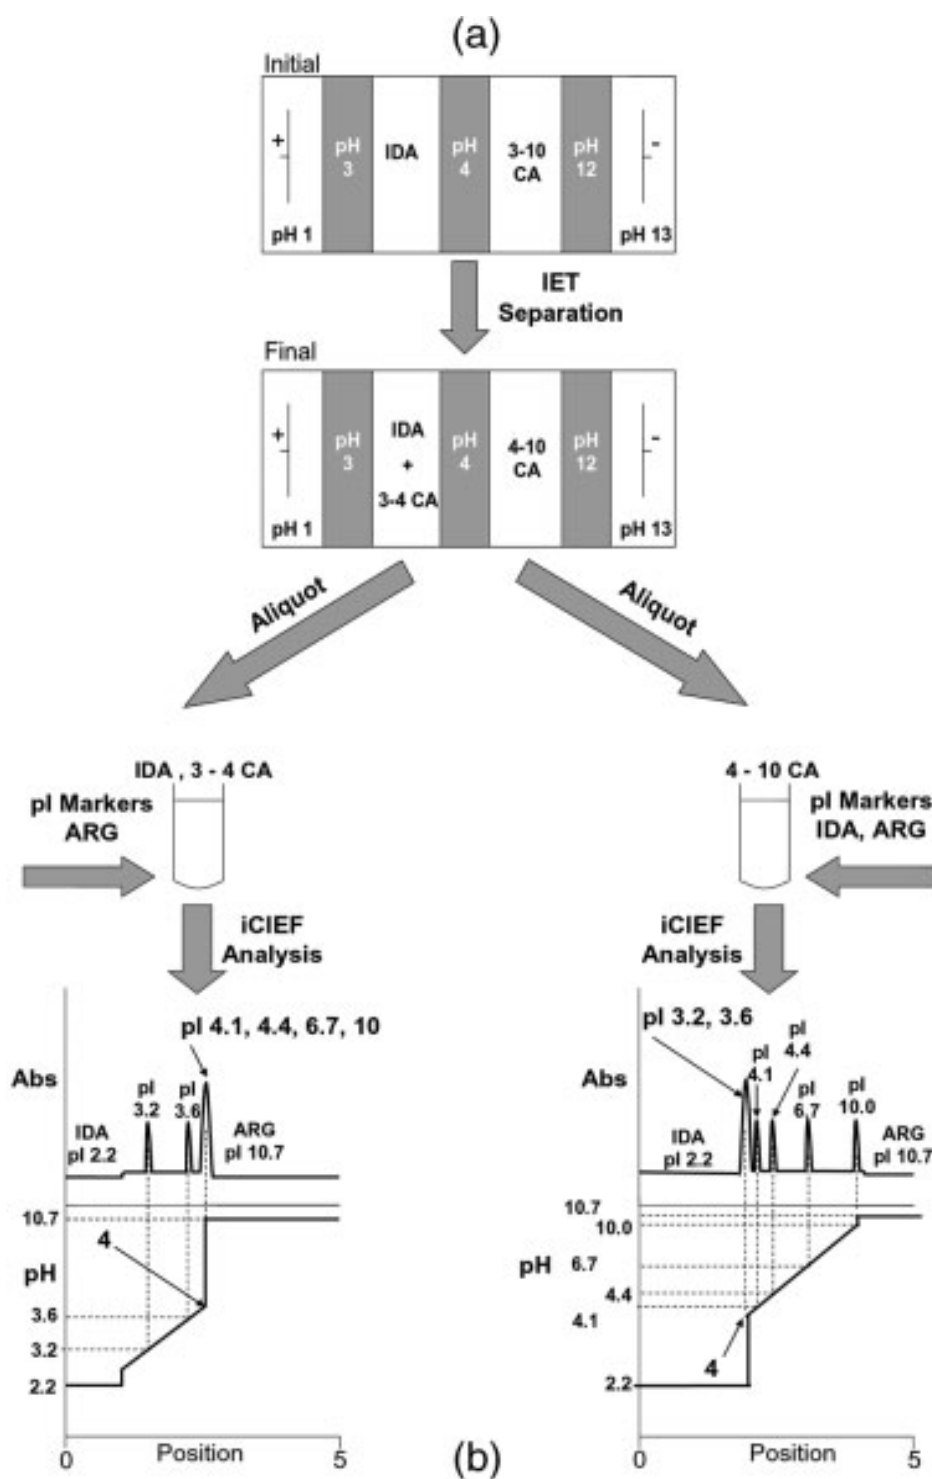 (a)
Initial
+
pH 1
pH
3
IDA
pH
4
3-10
CA
pH
12
-
pH 13
IET
Separation
Final
+
pH 1
pH
3
IDA
+
3-4 CA
pH
4
4-10
CA
pH
12
-
pH 13
Aliquot
Aliquot
IDA , 3 - 4 CA
pI Markers
ARG
4 - 10 CA
pI Markers
IDA, ARG
iCIEF
Analysis
iCIEF
Analysis
pI 4.1, 4.4, 6.7, 10
Abs
pI
3.2
pI
3.6
IDA
pI 2.2
ARG
pI 10.7
10.7
4
pH
3.6
3.2
2.2
0
Position
5
pI 3.2, 3.6
pI
4.4
pI
4.1
Abs
pI
6.7
pI
10.0
IDA
pI 2.2
ARG
pI 10.7
10.7
10.0
pH
6.7
4.4
4.1
4
2.2
0
Position
5
(b)